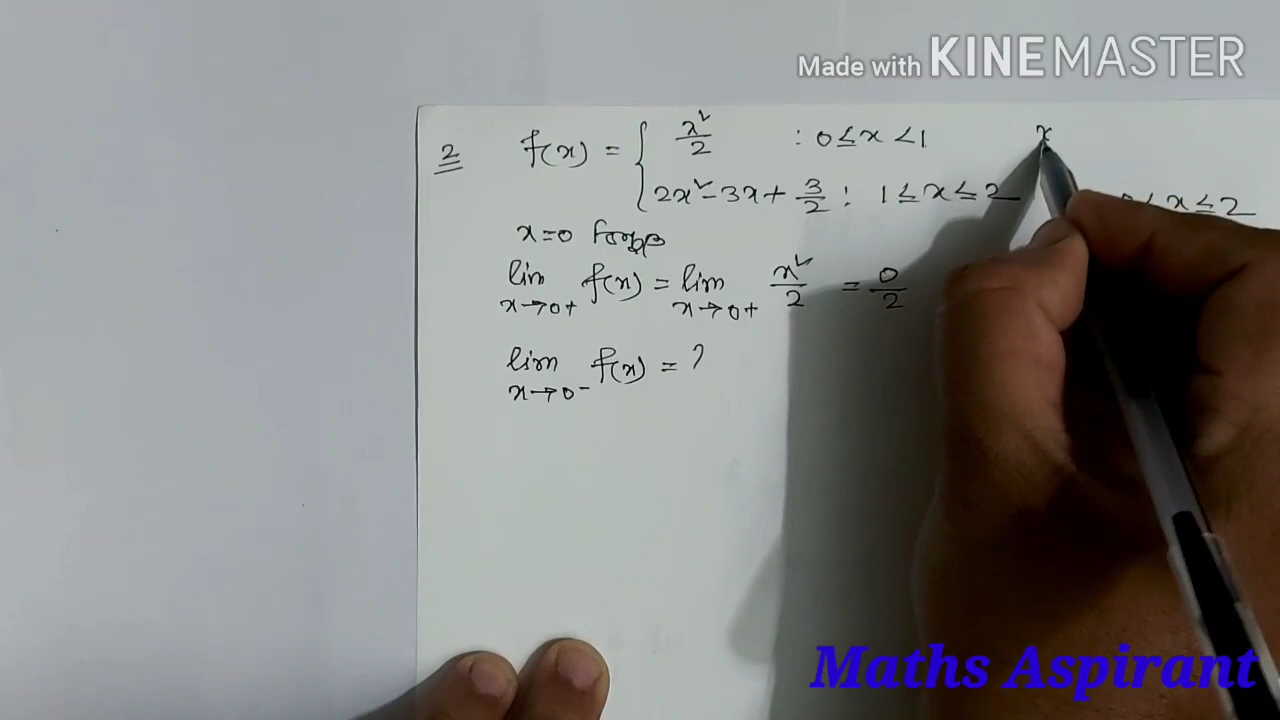 Made with KINEMASTER
2 f(x) = { x²/2 : 0 ≤ x < 1 x
2x² - 3x + 3/2 : 1 ≤ x ≤ 2 ≤ x ≤ 2
x = 0
lim x→0+ f(x) = lim x→0+ x²/2 = 0/2
lim x→0- f(x) = ?
Maths Aspirant